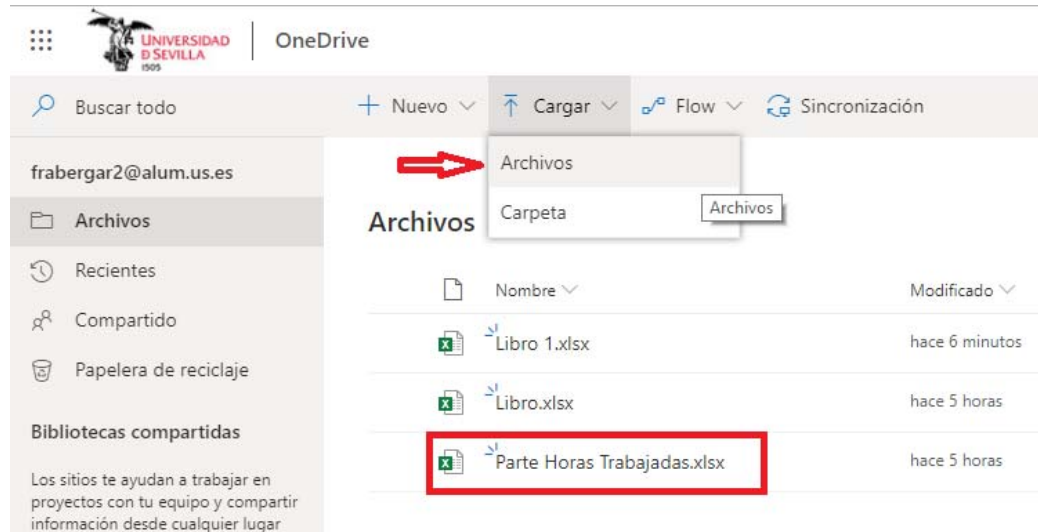 UNIVERSIDAD
D SEVILLA
1505
OneDrive
Buscar todo
Nuevo
Cargar
Flow
Sincronización
frabergar2@alum.us.es
Archivos
Recientes
Compartido
Papelera de reciclaje
Bibliotecas compartidas
Los sitios te ayudan a trabajar en
proyectos con tu equipo y compartir
información desde cualquier lugar
Archivos
Carpeta
Archivos
Archivos
Nombre
Modificado
Libro 1.xlsx
hace 6 minutos
Libro.xlsx
hace 5 horas
Parte Horas Trabajadas.xlsx
hace 5 horas